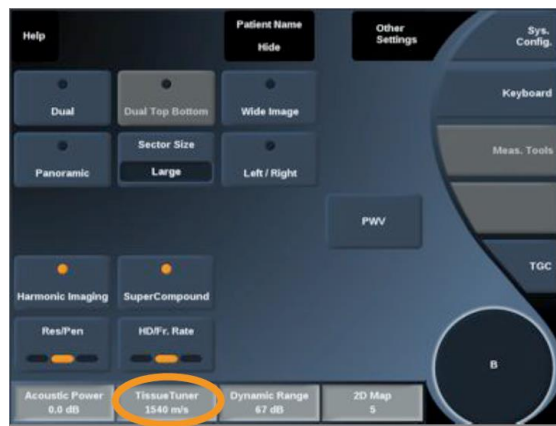 Help
Patient Name
Hide
Other
Settings
Sys.
Config.
Dual
Dual Top Bottom
Wide Image
Keyboard
Panoramic
Sector Size
Large
Left / Right
Meas. Tools
PWV
TGC
Harmonic Imaging
SuperCompound
Res/Pen
HD/Fr. Rate
B
Acoustic Power
0.0 dB
TissueTuner
1540 m/s
Dynamic Range
67 dB
2D Map
5